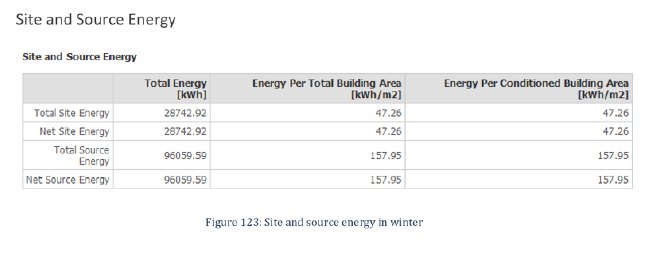 Site and Source Energy
Site and Source Energy
Total Energy [kWh] Energy Per Total Building Area [kWh/m2] Energy Per Conditioned Building Area [kWh/m2]
Total Site Energy 28742.92 47.26 47.26
Net Site Energy 28742.92 47.26 47.26
Total Source Energy 96059.59 157.95 157.95
Net Source Energy 96059.59 157.95 157.95
Figure 123: Site and source energy in winter